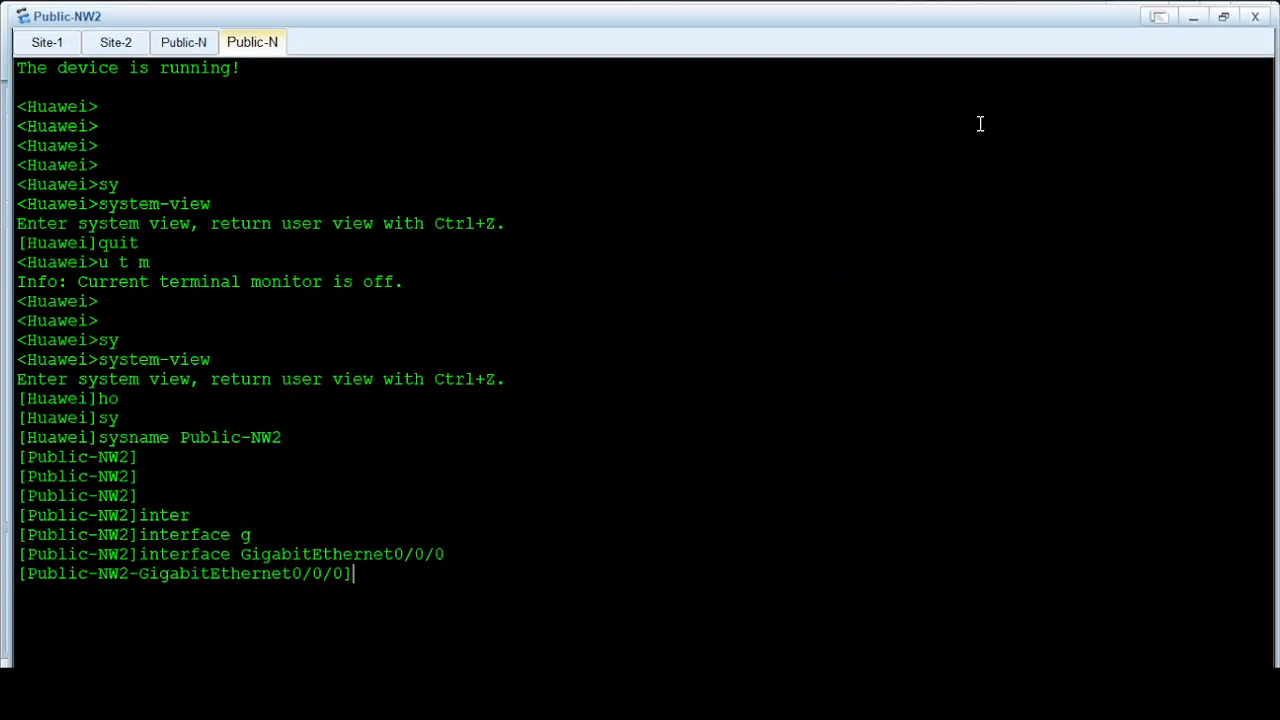 Public-NW2
Site-1 Site-2 Public-N Public-N
The device is running!
<Huawei>
<Huawei>
<Huawei>
<Huawei>
<Huawei>sy
<Huawei>system-view
Enter system view, return user view with Ctrl+Z.
[Huawei]quit
<Huawei>u t m
Info: Current terminal monitor is off.
<Huawei>
<Huawei>
<Huawei>sy
<Huawei>system-view
Enter system view, return user view with Ctrl+Z.
[Huawei]ho
[Huawei]sy
[Huawei]sysname Public-NW2
[Public-NW2]
[Public-NW2]
[Public-NW2]
[Public-NW2]inter
[Public-NW2]interface g
[Public-NW2]interface GigabitEthernet0/0/0
[Public-NW2-GigabitEthernet0/0/0]